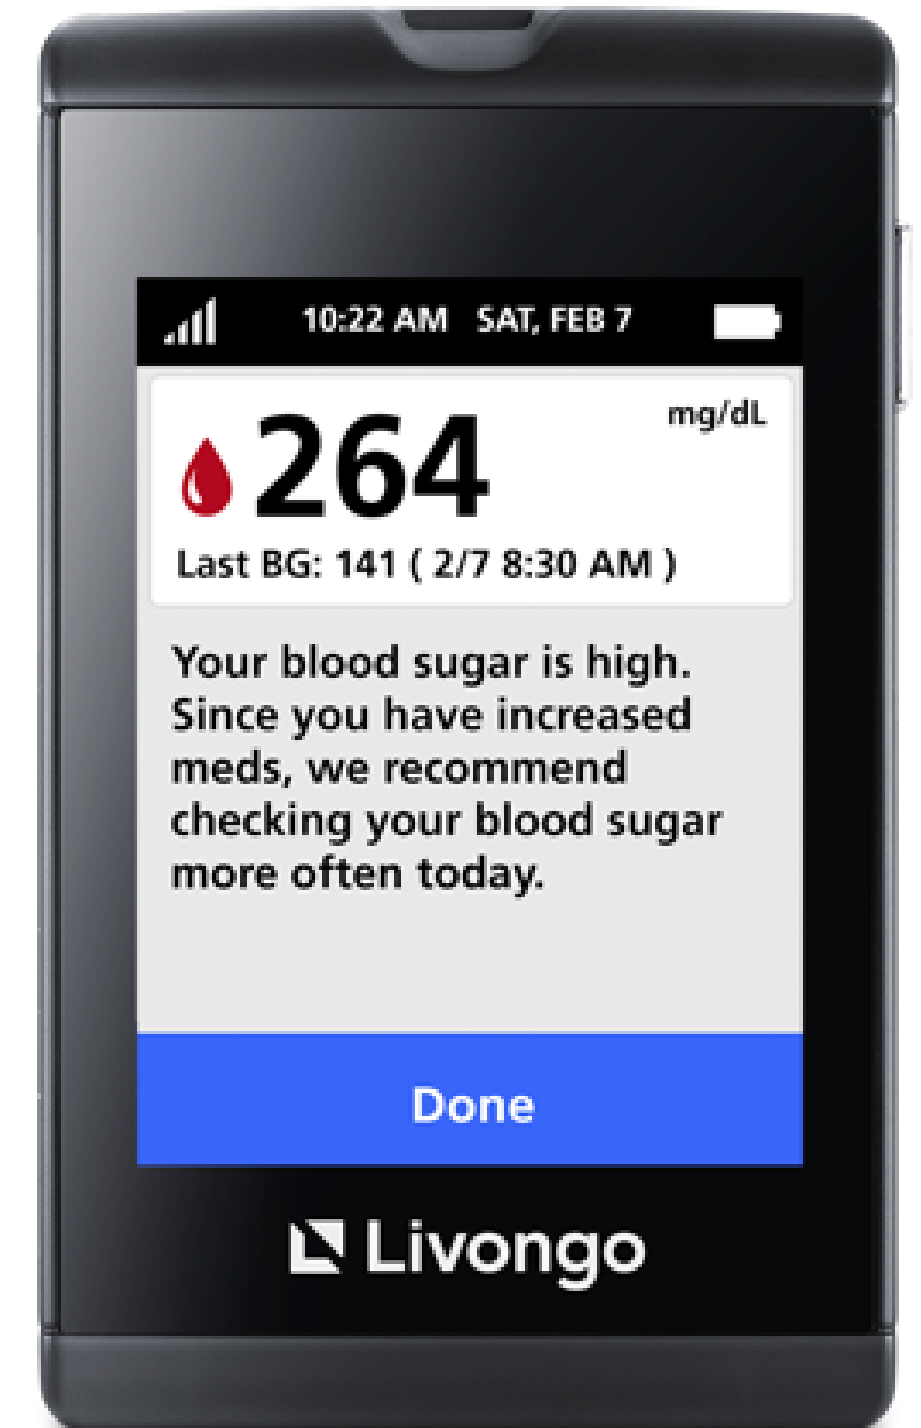 10:22 AM SAT, FEB 7
mg/dL
264
Last BG: 141 ( 2/7 8:30 AM )
Your blood sugar is high.
Since you have increased
meds, we recommend
checking your blood sugar
more often today.
Done
Livongo